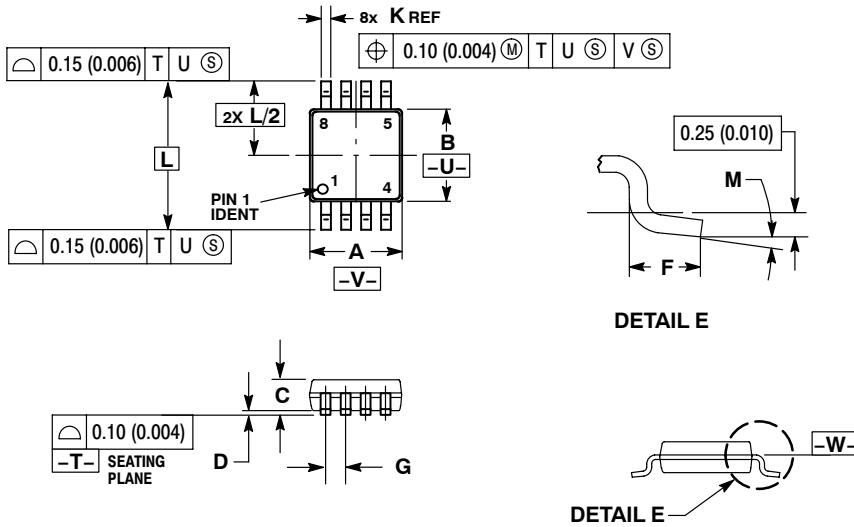 8x K REF
⌖ 0.10 (0.004) Ⓜ T U Ⓢ V Ⓢ
⌓ 0.15 (0.006) T U Ⓢ
2X L/2
8 5
B
–U–
L
1
4
PIN 1
IDENT
⌓ 0.15 (0.006) T U Ⓢ
A
–V–
0.25 (0.010)
M
F
DETAIL E
C
⌓ 0.10 (0.004)
–T– SEATING
PLANE
D
G
–W–
DETAIL E